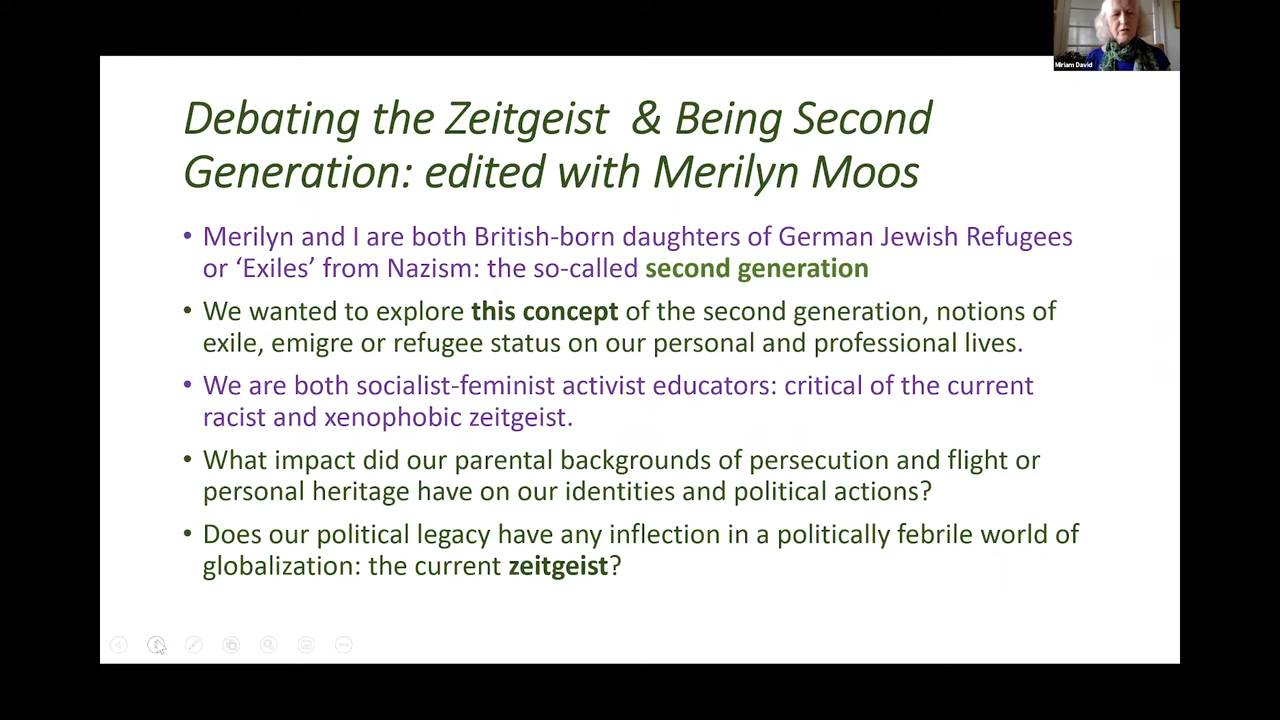 Miriam David
Debating the Zeitgeist & Being Second
Generation: edited with Merilyn Moos
• Merilyn and I are both British-born daughters of German Jewish Refugees
or ‘Exiles’ from Nazism: the so-called second generation
• We wanted to explore this concept of the second generation, notions of
exile, emigre or refugee status on our personal and professional lives.
• We are both socialist-feminist activist educators: critical of the current
racist and xenophobic zeitgeist.
• What impact did our parental backgrounds of persecution and flight or
personal heritage have on our identities and political actions?
• Does our political legacy have any inflection in a politically febrile world of
globalization: the current zeitgeist?